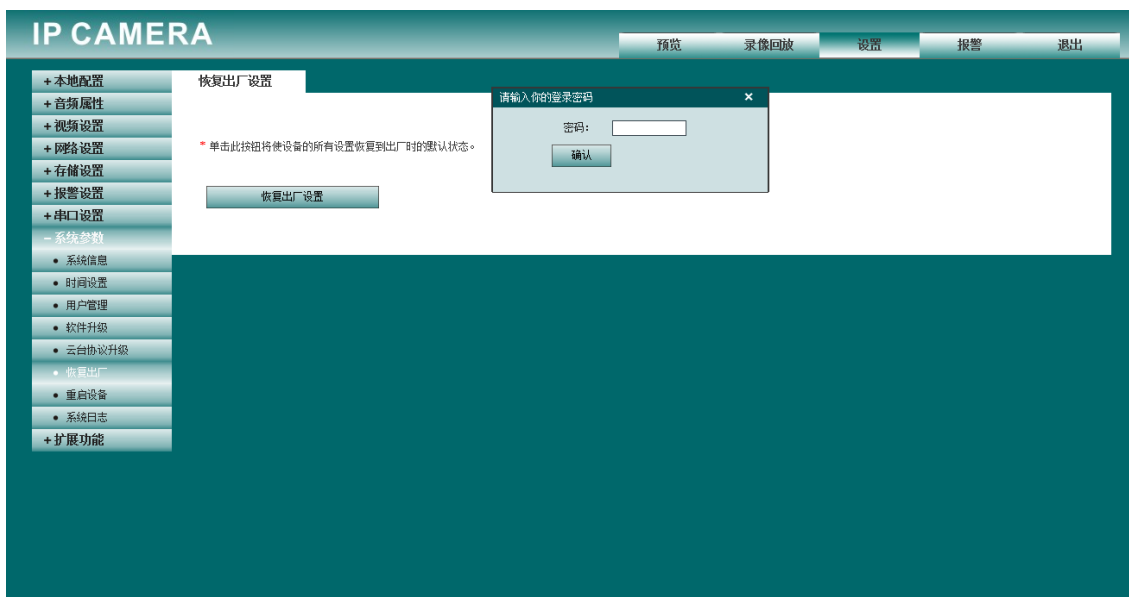 IP CAMERA
预览 录像回放 设置 报警 退出
+本地配置
+音频属性
+视频设置
+网络设置
+存储设置
+报警设置
+串口设置
-系统参数
• 系统信息
• 时间设置
• 用户管理
• 软件升级
• 云台协议升级
• 恢复出厂
• 重启设备
• 系统日志
+扩展功能
恢复出厂设置
* 单击此按钮将使设备的所有设置恢复到出厂时的默认状态。
恢复出厂设置
请输入你的登录密码 ×
密码:
确认